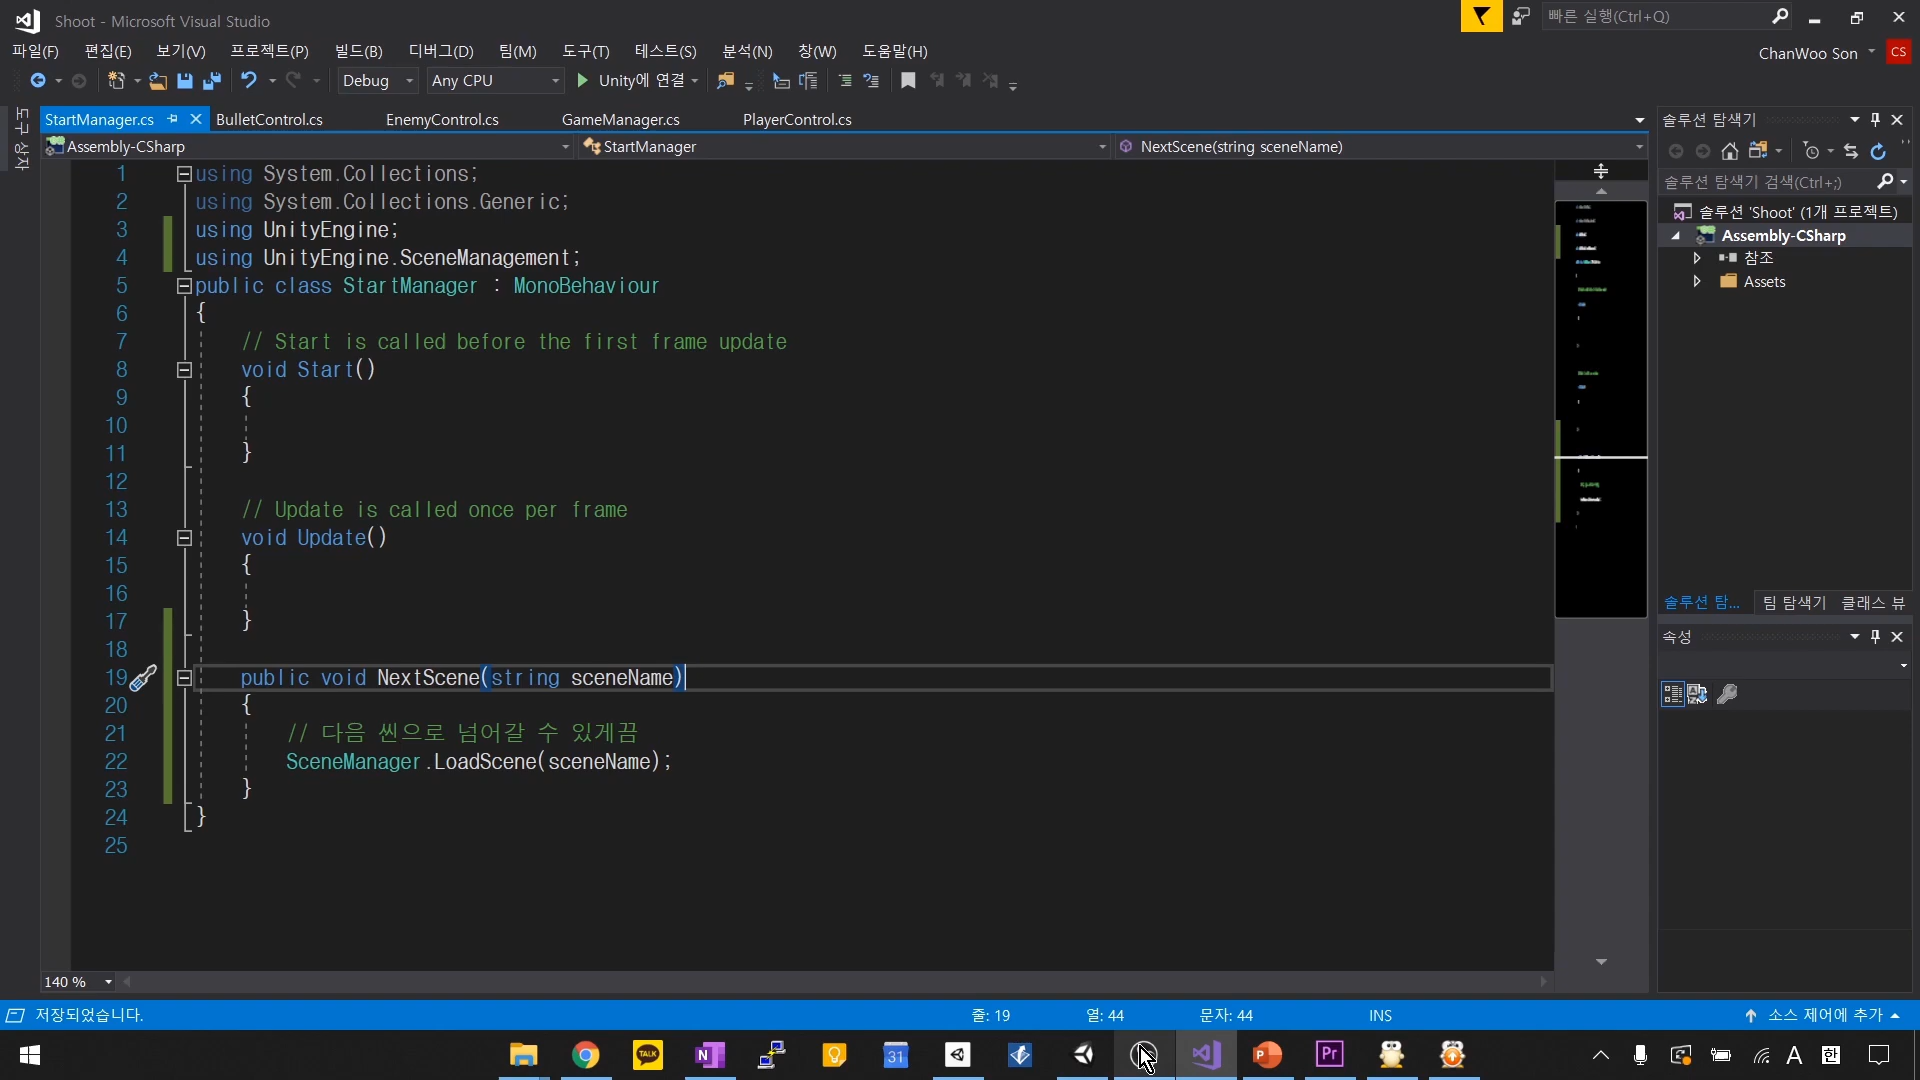 Shoot - Microsoft Visual Studio
빠른 실행(Ctrl+Q)
파일(F) 편집(E) 보기(V) 프로젝트(P) 빌드(B) 디버그(D) 팀(M) 도구(T) 테스트(S) 분석(N) 창(W) 도움말(H)
ChanWoo Son CS
Debug Any CPU Unity에 연결
도구 상자
StartManager.cs BulletControl.cs EnemyControl.cs GameManager.cs PlayerControl.cs
Assembly-CSharp StartManager NextScene(string sceneName)
1 using System.Collections;
2 using System.Collections.Generic;
3 using UnityEngine;
4 using UnityEngine.SceneManagement;
5 public class StartManager : MonoBehaviour
6 {
7 // Start is called before the first frame update
8 void Start()
9 {
10
11 }
12
13 // Update is called once per frame
14 void Update()
15 {
16
17 }
18
19 public void NextScene(string sceneName)
20 {
21 // 다음 씬으로 넘어갈 수 있게끔
22 SceneManager.LoadScene(sceneName);
23 }
24 }
25
140 %
솔루션 탐색기
솔루션 탐색기 검색(Ctrl+;)
솔루션 'Shoot' (1개 프로젝트)
Assembly-CSharp
참조
Assets
솔루션 탐... 팀 탐색기 클래스 뷰
속성
저장되었습니다. 줄: 19 열: 44 문자: 44 INS 소스 제어에 추가
TALK N 31 P Pr A 한